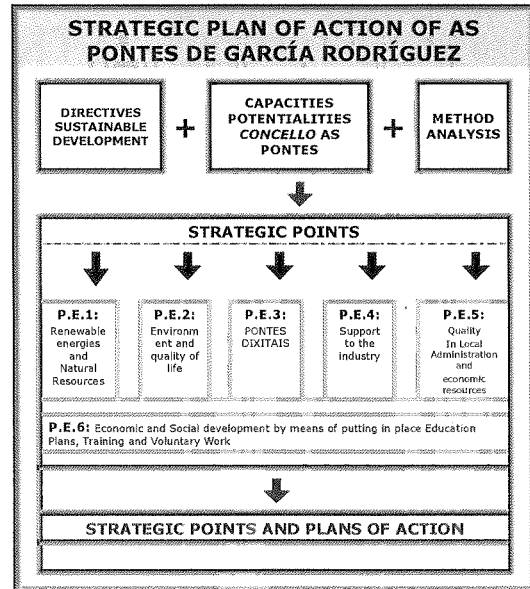 STRATEGIC PLAN OF ACTION OF AS
PONTES DE GARCÍA RODRÍGUEZ
DIRECTIVES
SUSTAINABLE
DEVELOPMENT
+
CAPACITIES
POTENTIALITIES
CONCELLO AS
PONTES
+
METHOD
ANALYSIS
STRATEGIC POINTS
P.E.1:
Renewable
energies
and
Natural
Resources
P.E.2:
Environm
ent and
quality of
life
P.E.3:
PONTES
DIXITAIS
P.E.4:
Support
to the
industry
P.E.5:
Quality
In Local
Administration
and
economic
resources
P.E.6: Economic and Social development by means of putting in place Education
Plans, Training and Voluntary Work
STRATEGIC POINTS AND PLANS OF ACTION